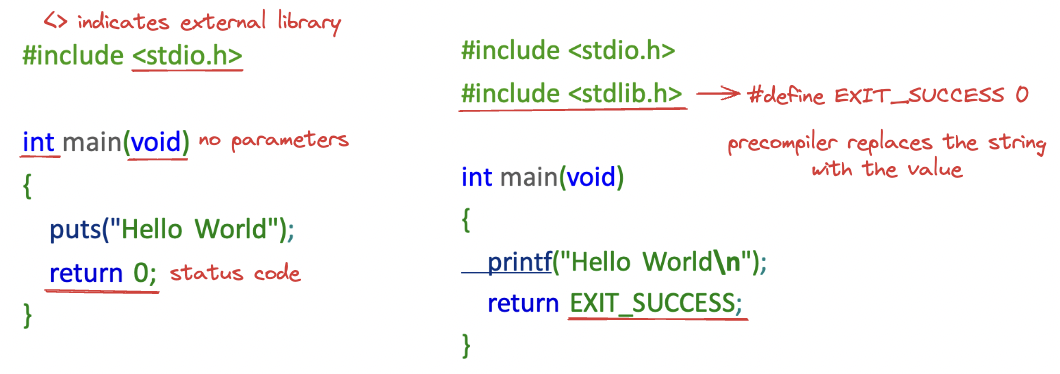 <> indicates external library
#include <stdio.h>
int main(void) no parameters
{
puts("Hello World");
return 0; status code
}
#include <stdio.h>
#include <stdlib.h> → #define EXIT_SUCCESS 0
precompiler replaces the string
with the value
int main(void)
{
printf("Hello World\n");
return EXIT_SUCCESS;
}